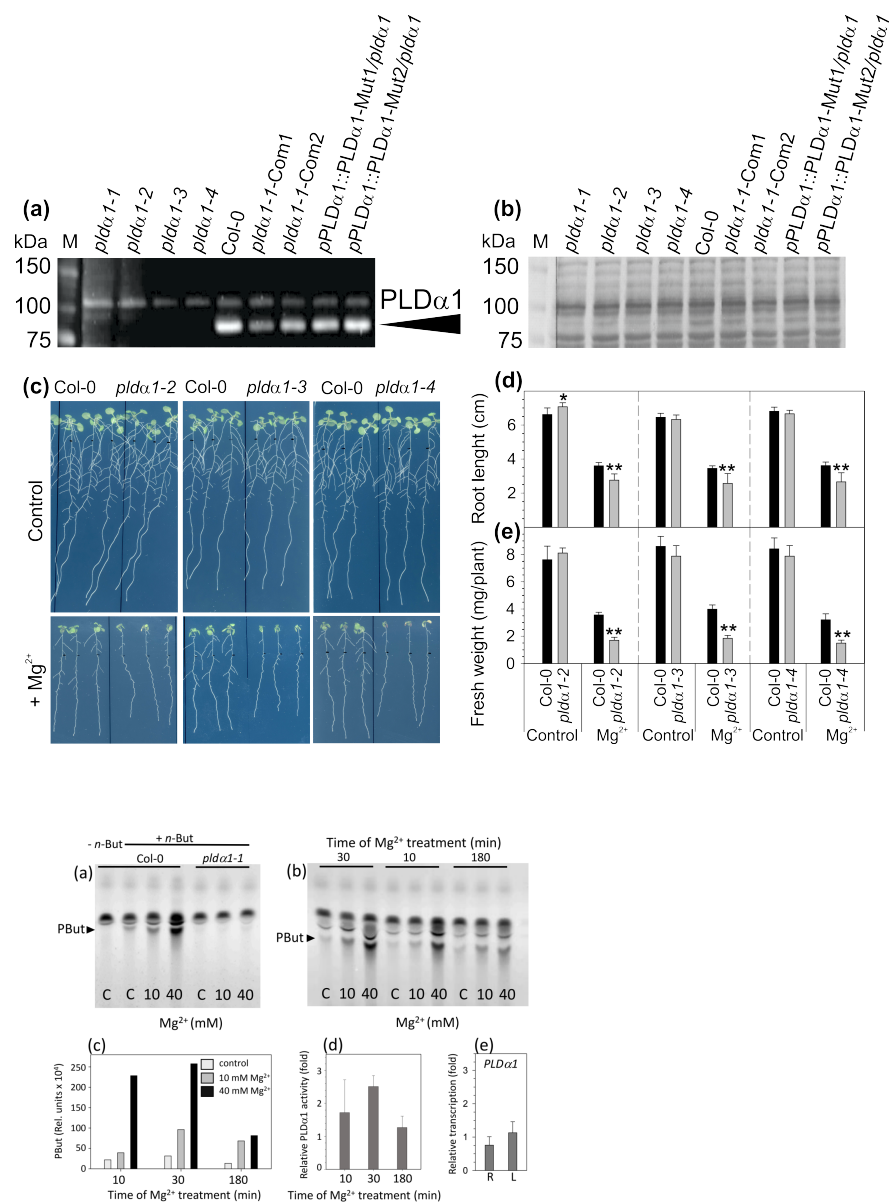 (a)
kDa M pldα1-1 pldα1-2 pldα1-3 pldα1-4 Col-0 pldα1-1-Com1 pldα1-1-Com2 pPLDα1::PLDα1-Mut1/pldα1 pPLDα1::PLDα1-Mut2/pldα1
150
100
75
PLDα1
(b)
kDa M pldα1-1 pldα1-2 pldα1-3 pldα1-4 Col-0 pldα1-1-Com1 pldα1-1-Com2 pPLDα1::PLDα1-Mut1/pldα1 pPLDα1::PLDα1-Mut2/pldα1
150
100
75
(c)
Col-0 pldα1-2 Col-0 pldα1-3 Col-0 pldα1-4
Control
+ Mg²⁺
(d)
Root lenght (cm)
6
4
2
* ** ** **
(e)
Fresh weight (mg/plant)
8
6
4
2
0
** ** **
Col-0 pldα1-2 Col-0 pldα1-2 Col-0 pldα1-3 Col-0 pldα1-3 Col-0 pldα1-4 Col-0 pldα1-4
Control Mg²⁺ Control Mg²⁺ Control Mg²⁺
- n-But + n-But
Col-0 pldα1-1
(a)
PBut
C C 10 40 C 10 40
Mg²⁺ (mM)
Time of Mg²⁺ treatment (min)
30 10 180
(b)
PBut
C 10 40 C 10 40 C 10 40
Mg²⁺ (mM)
(c)
PBut (Rel. units x 10⁴)
250
200
150
100
50
0
control
10 mM Mg²⁺
40 mM Mg²⁺
10 30 180
Time of Mg²⁺ treatment (min)
(d)
Relative PLDα1 activity (fold)
3
2
1
0
10 30 180
Time of Mg²⁺ treatment (min)
(e)
PLDα1
Relative transcription (fold)
3
2
1
0
R L